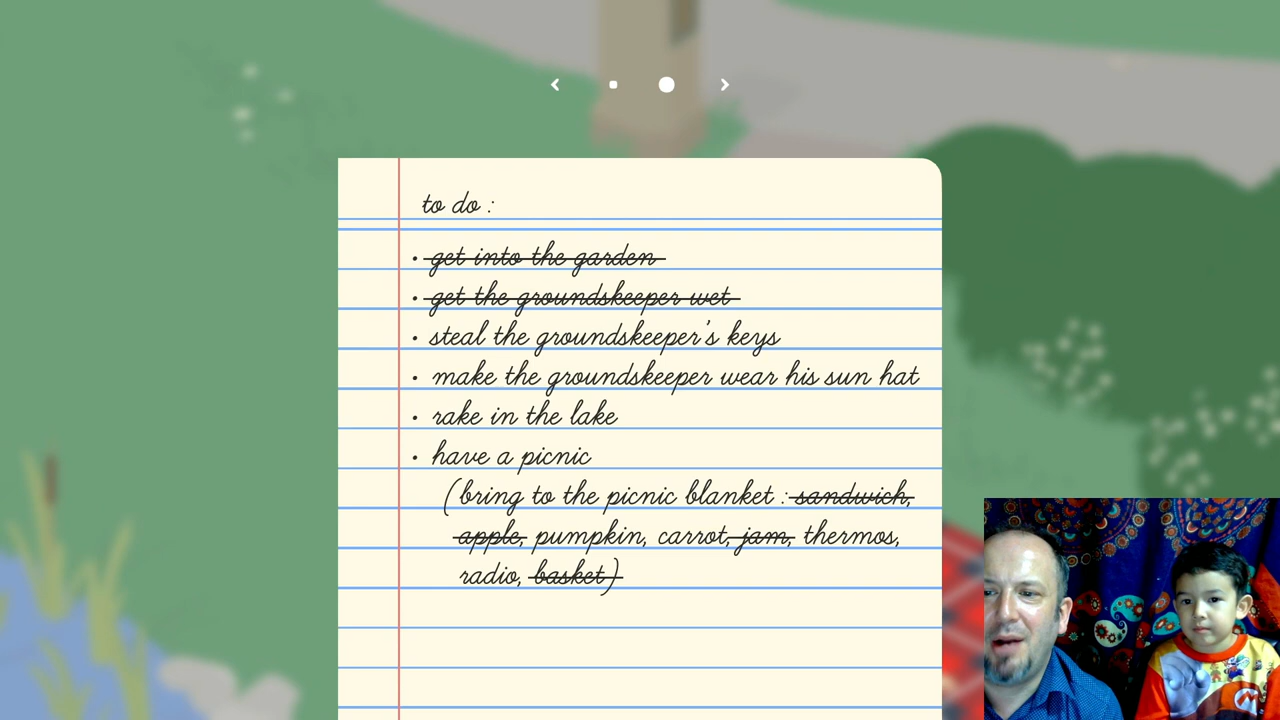 to do :
• get into the garden
• get the groundskeeper wet
• steal the groundskeeper's keys
• make the groundskeeper wear his sun hat
• rake in the lake
• have a picnic
(bring to the picnic blanket : sandwich,
apple, pumpkin, carrot, jam, thermos,
radio, basket)